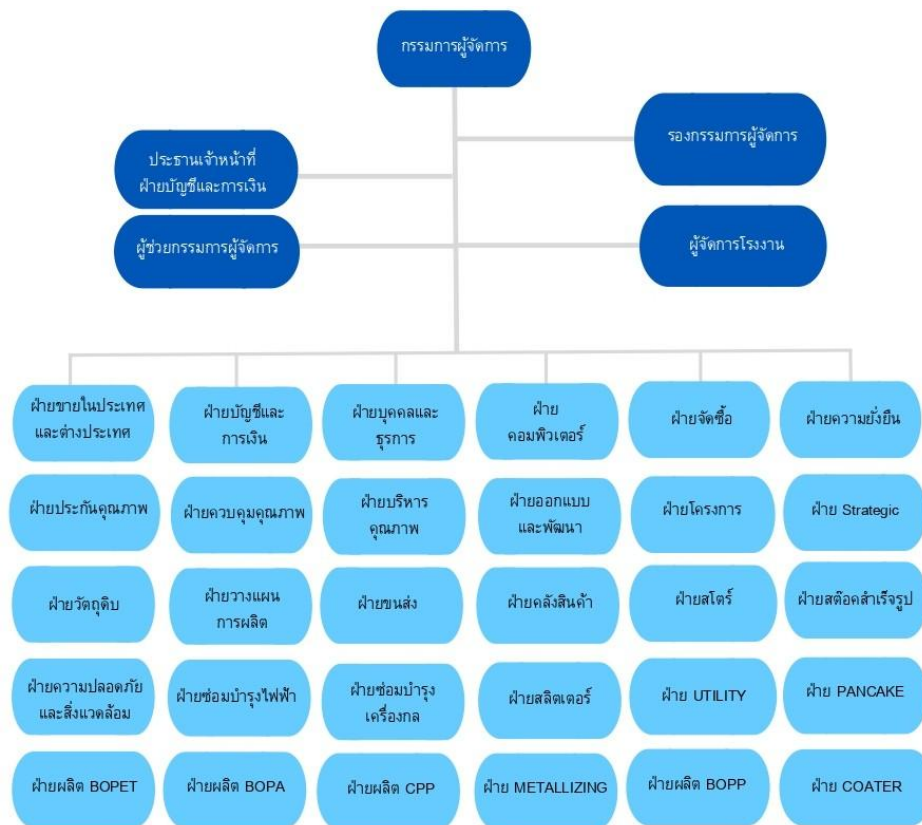 กรรมการผู้จัดการ
รองกรรมการผู้จัดการ
ประธานเจ้าหน้าที่
ฝ่ายบัญชีและการเงิน
ผู้ช่วยกรรมการผู้จัดการ
ผู้จัดการโรงงาน
ฝ่ายขายในประเทศ
และต่างประเทศ
ฝ่ายบัญชีและ
การเงิน
ฝ่ายบุคคลและ
ธุรการ
ฝ่าย
คอมพิวเตอร์
ฝ่ายจัดซื้อ
ฝ่ายความยั่งยืน
ฝ่ายประกันคุณภาพ
ฝ่ายควบคุมคุณภาพ
ฝ่ายบริหาร
คุณภาพ
ฝ่ายออกแบบ
และพัฒนา
ฝ่ายโครงการ
ฝ่าย Strategic
ฝ่ายวัตถุดิบ
ฝ่ายวางแผน
การผลิต
ฝ่ายขนส่ง
ฝ่ายคลังสินค้า
ฝ่ายสโตร์
ฝ่ายสต๊อคสำเร็จรูป
ฝ่ายความปลอดภัย
และสิ่งแวดล้อม
ฝ่ายซ่อมบำรุงไฟฟ้า
ฝ่ายซ่อมบำรุง
เครื่องกล
ฝ่ายสลิตเตอร์
ฝ่าย UTILITY
ฝ่าย PANCAKE
ฝ่ายผลิต BOPET
ฝ่ายผลิต BOPA
ฝ่ายผลิต CPP
ฝ่าย METALLIZING
ฝ่ายผลิต BOPP
ฝ่าย COATER